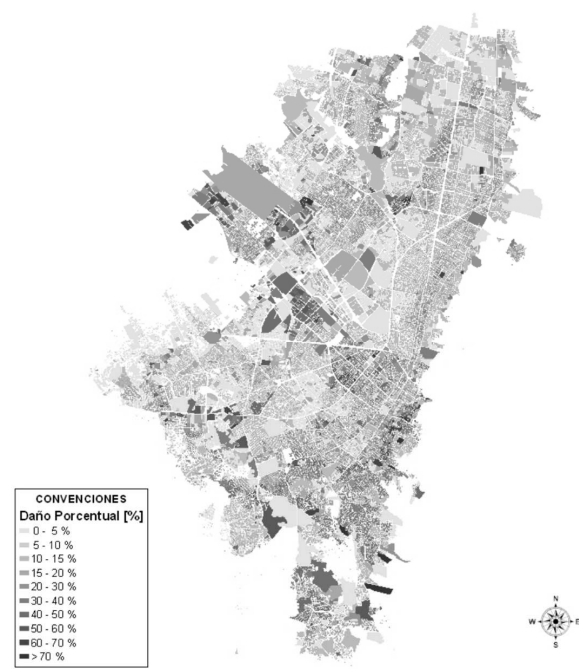 CONVENCIONES
Daño Porcentual [%]
0 - 5 %
5 - 10 %
10 - 15 %
15 - 20 %
20 - 30 %
30 - 40 %
40 - 50 %
50 - 60 %
60 - 70 %
>70 %
N
W E
S